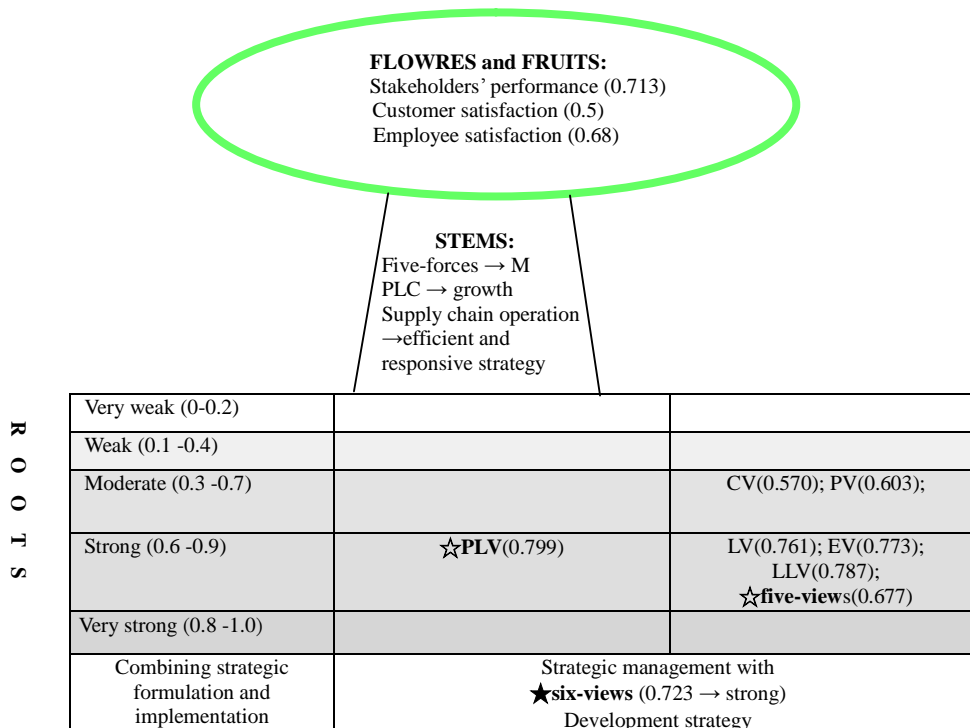 FLOWRES and FRUITS:
Stakeholders' performance (0.713)
Customer satisfaction (0.5)
Employee satisfaction (0.68)
STEMS:
Five-forces → M
PLC → growth
Supply chain operation
→efficient and
responsive strategy
ROOTS
Very weak (0-0.2)
Weak (0.1 -0.4)
Moderate (0.3 -0.7)
CV(0.570); PV(0.603);
Strong (0.6 -0.9)
☆PLV(0.799)
LV(0.761); EV(0.773);
LLV(0.787);
☆five-views(0.677)
Very strong (0.8 -1.0)
Combining strategic
formulation and
implementation
Strategic management with
★six-views (0.723 → strong)
Development strategy